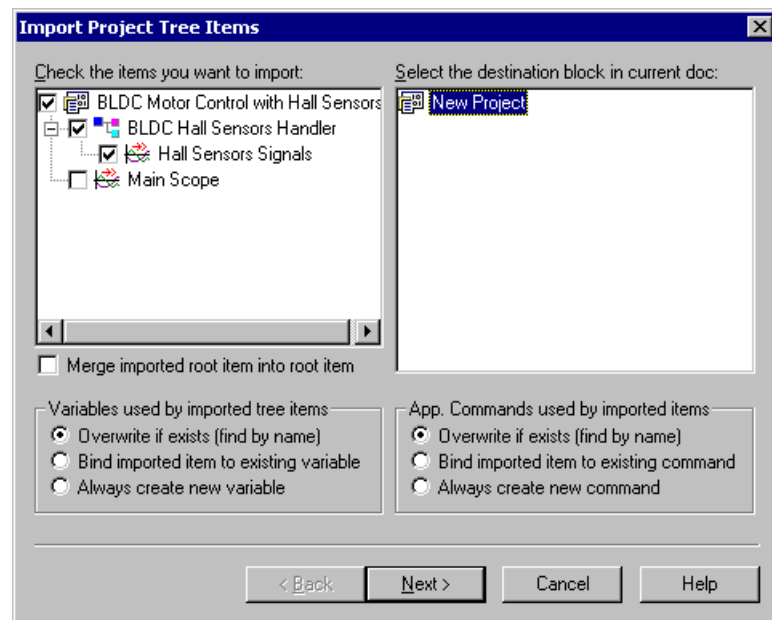 Import Project Tree Items
Check the items you want to import:
BLDC Motor Control with Hall Sensors
BLDC Hall Sensors Handler
Hall Sensors Signals
Main Scope
Merge imported root item into root item
Select the destination block in current doc:
New Project
Variables used by imported tree items
Overwrite if exists (find by name)
Bind imported item to existing variable
Always create new variable
App. Commands used by imported items
Overwrite if exists (find by name)
Bind imported item to existing command
Always create new command
< Back
Next >
Cancel
Help